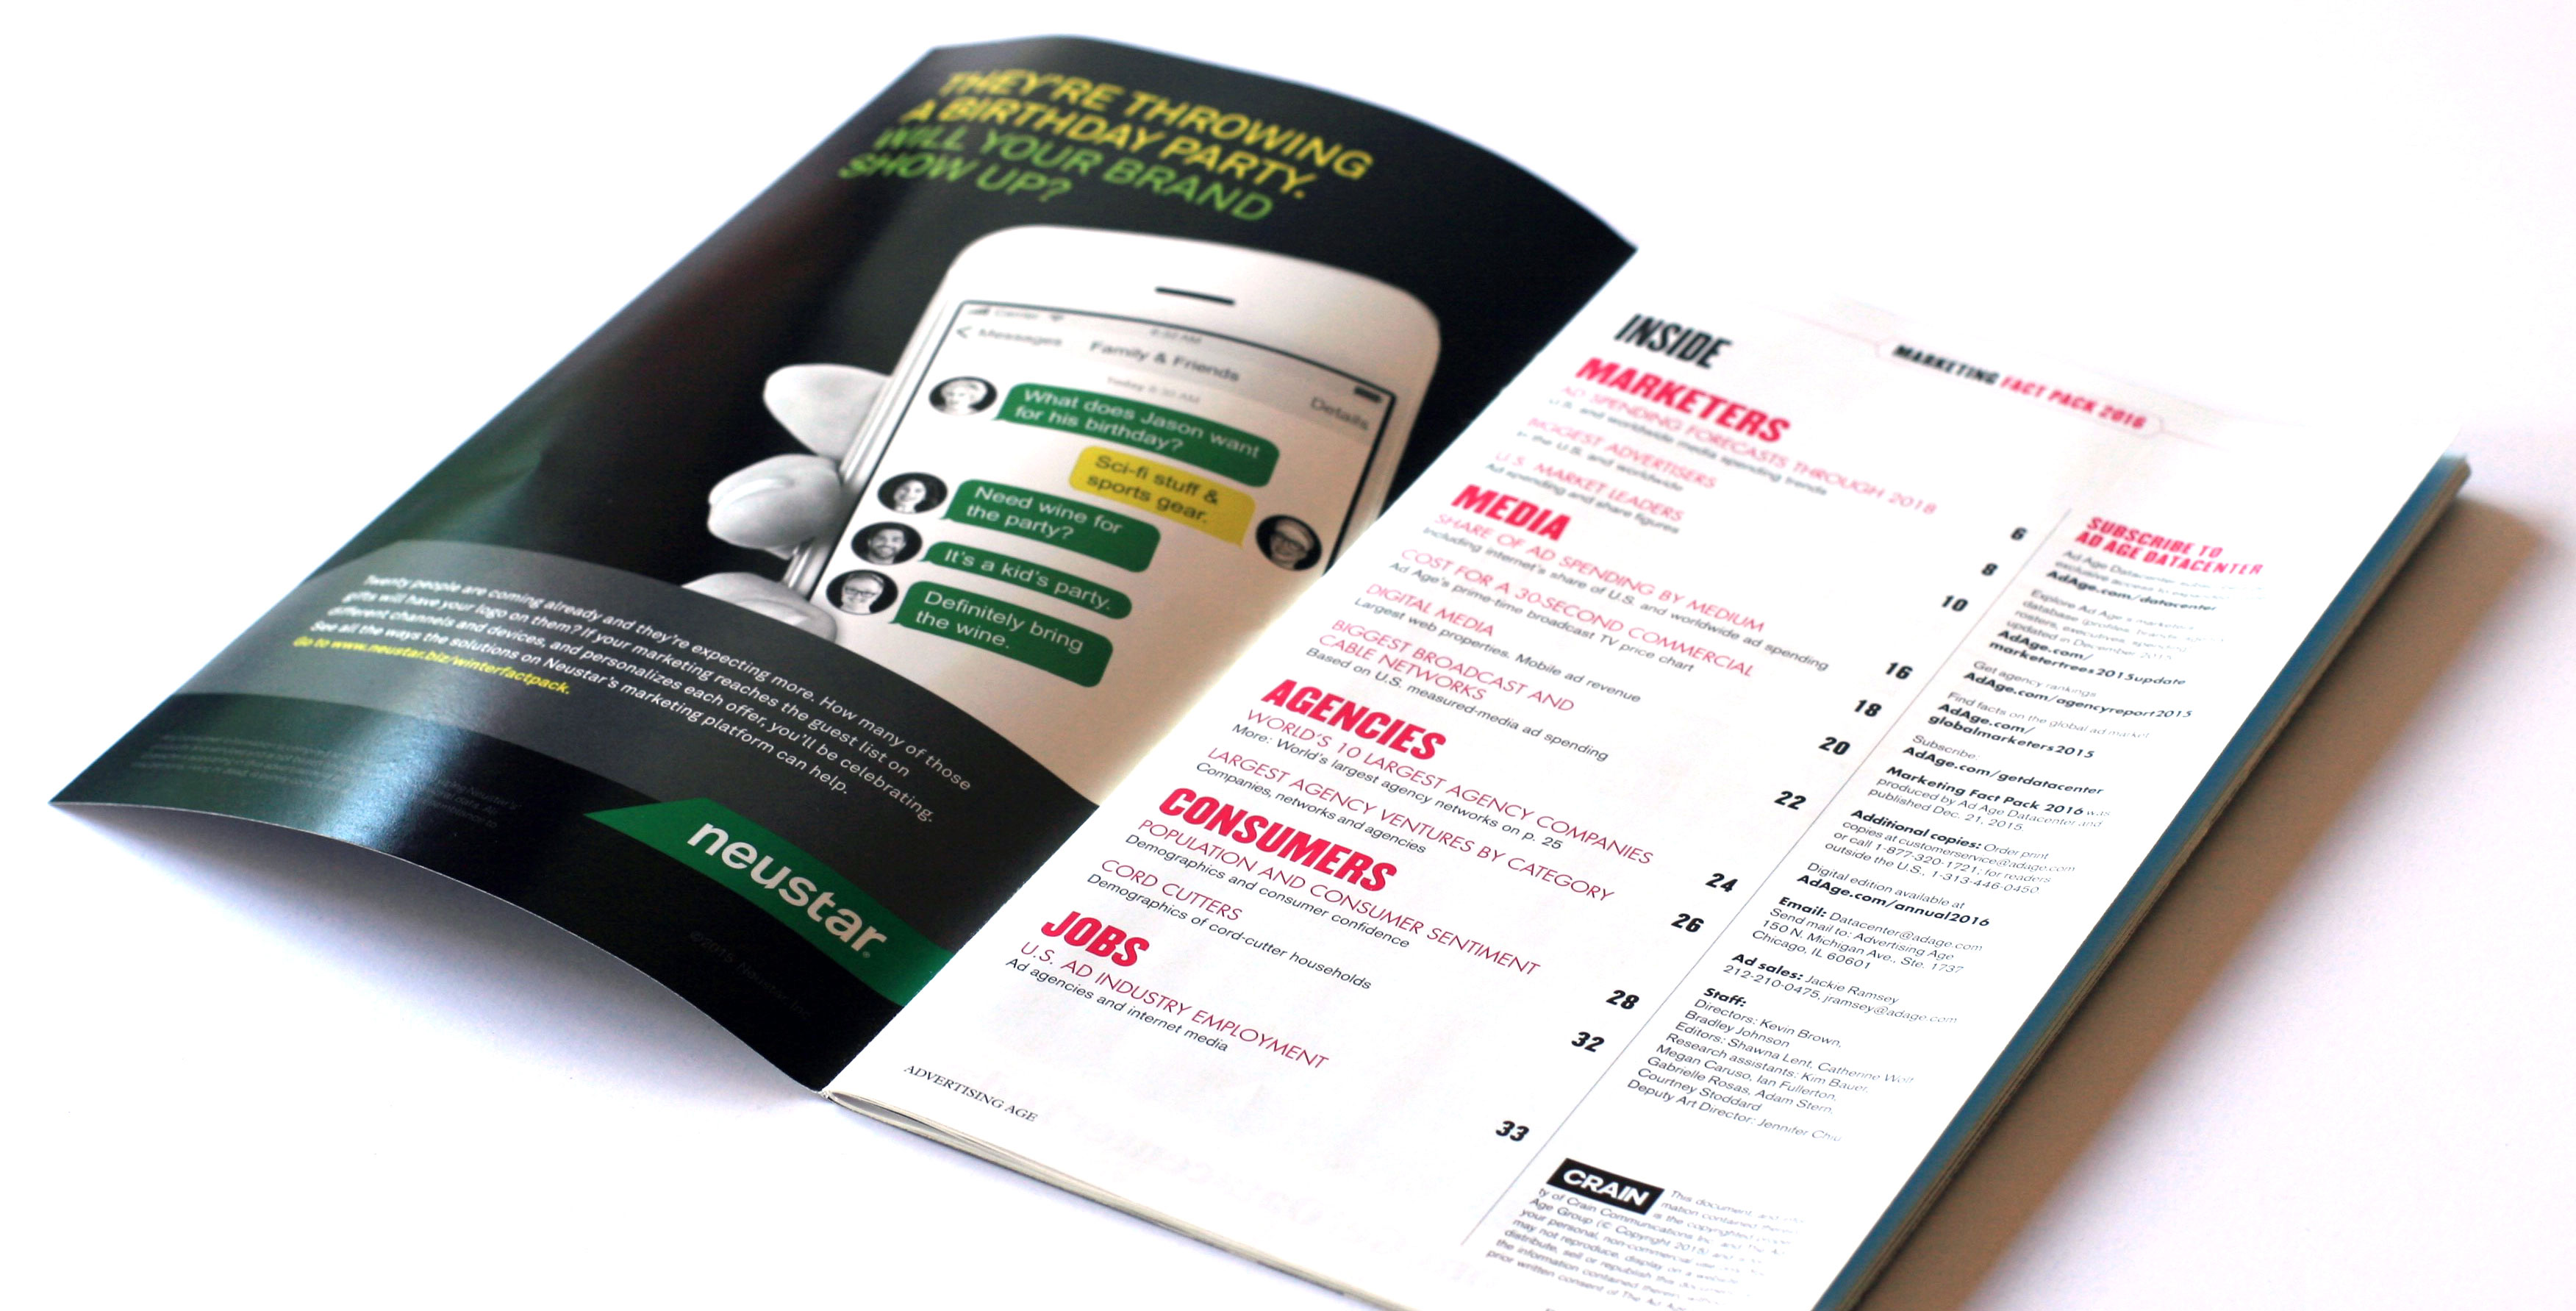 THEY'RE THROWING
A BIRTHDAY PARTY.
WILL YOUR BRAND
SHOW UP?
Carrier
8:30 AM
Messages
Family & Friends
Details
Today 8:30 AM
What does Jason want
for his birthday?
Sci-fi stuff &
sports gear.
Need wine for
the party?
It's a kid's party.
Definitely bring
the wine.
Twenty people are coming already and they're expecting more. How many of those
gifts will have your logo on them? If your marketing reaches the guest list on
different channels and devices, and personalizes each offer, you'll be celebrating.
See all the ways the solutions on Neustar's marketing platform can help.
Go to www.neustar.biz/winterfactpack.
neustar.
©2015 Neustar Inc.
MARKETING FACT PACK 2016
INSIDE
MARKETERS
AD SPENDING FORECASTS THROUGH 2018 6
U.S. and worldwide media spending trends
BIGGEST ADVERTISERS 8
In the U.S. and worldwide
U.S. MARKET LEADERS 10
Ad spending and share figures
MEDIA
SHARE OF AD SPENDING BY MEDIUM 16
Including internet's share of U.S. and worldwide ad spending
COST FOR A 30-SECOND COMMERCIAL 18
Ad Age's prime-time broadcast TV price chart
DIGITAL MEDIA 20
Largest web properties. Mobile ad revenue
BIGGEST BROADCAST AND
CABLE NETWORKS 22
Based on U.S. measured-media ad spending
AGENCIES
WORLD'S 10 LARGEST AGENCY COMPANIES 24
More: World's largest agency networks on p. 25
LARGEST AGENCY VENTURES BY CATEGORY 26
Companies, networks and agencies
CONSUMERS
POPULATION AND CONSUMER SENTIMENT 28
Demographics and consumer confidence
CORD CUTTERS 32
Demographics of cord-cutter households
JOBS
U.S. AD INDUSTRY EMPLOYMENT 33
Ad agencies and internet media
ADVERTISING AGE
SUBSCRIBE TO
AD AGE DATACENTER
Ad Age Datacenter
exclusive access to
AdAge.com/datacenter
Explore Ad Age's
database (profiles, brands,
rosters, executives, spending
updated in December 2015
AdAge.com/
marketertrees2015update
Get agency rankings
AdAge.com/agencyreport2015
Find facts on the global ad market
AdAge.com/
globalmarketers2015
Subscribe:
AdAge.com/getdatacenter
Marketing Fact Pack 2016 was
produced by Ad Age Datacenter and
published Dec. 21, 2015.
Additional copies: Order print
copies at customerservice@adage.com
or call 1-877-320-1721; for readers
outside the U.S., 1-313-446-0450.
Digital edition available at
AdAge.com/annual2016
Email: Datacenter@adage.com
Send mail to: Advertising Age
150 N. Michigan Ave., Ste. 1737
Chicago, IL 60601
Ad sales: Jackie Ramsey
212-210-0475, jramsey@adage.com
Staff:
Directors: Kevin Brown,
Bradley Johnson
Editors: Shawna Lent, Catherine Wolf
Research assistants: Kim Bauer,
Megan Caruso, Ian Fullerton,
Gabrielle Rosas, Adam Stern,
Courtney Stoddard
Deputy Art Director: Jennifer Chiu
CRAIN
This document and
mation contained
is the copyrighted
ty of Crain Communications Inc. and The Ad
Age Group (© Copyright 2015) and
your personal, non-commercial use
may not reproduce, display on a website,
distribute, sell or republish this
the information contained therein,
prior written consent of The Ad Age